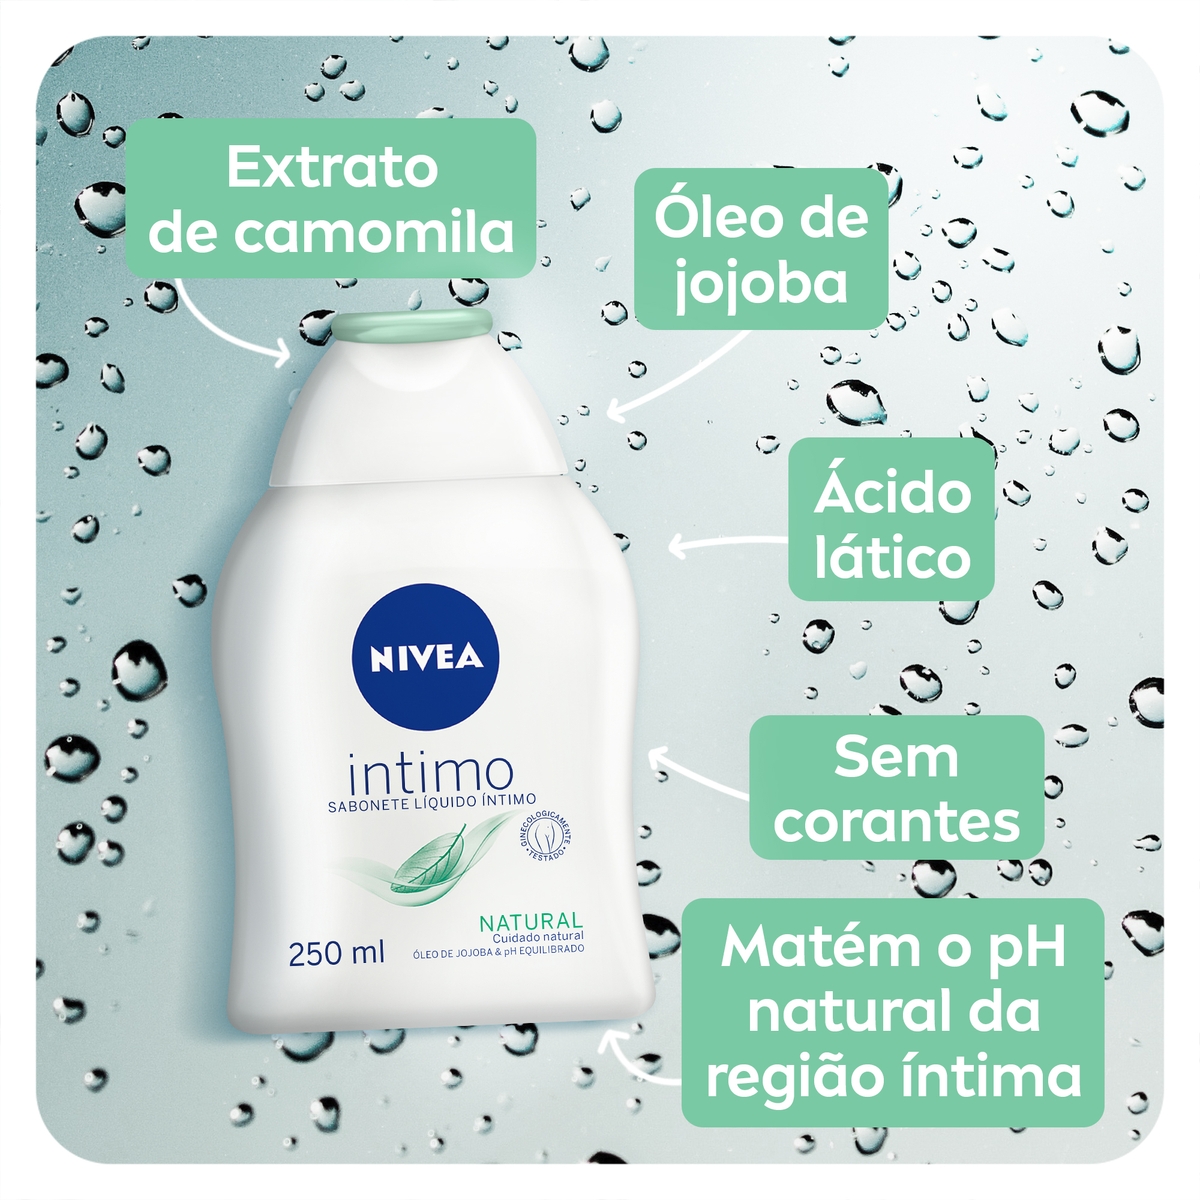 Extrato
de camomila
Óleo de
jojoba
Ácido
lático
NIVEA
intimo
SABONETE LÍQUIDO ÍNTIMO
GINECOLOGICAMENTE
• TESTADO •
Sem
corantes
NATURAL
Cuidado natural
250 ml
ÓLEO DE JOJOBA & pH EQUILIBRADO
Matém o pH
natural da
região íntima